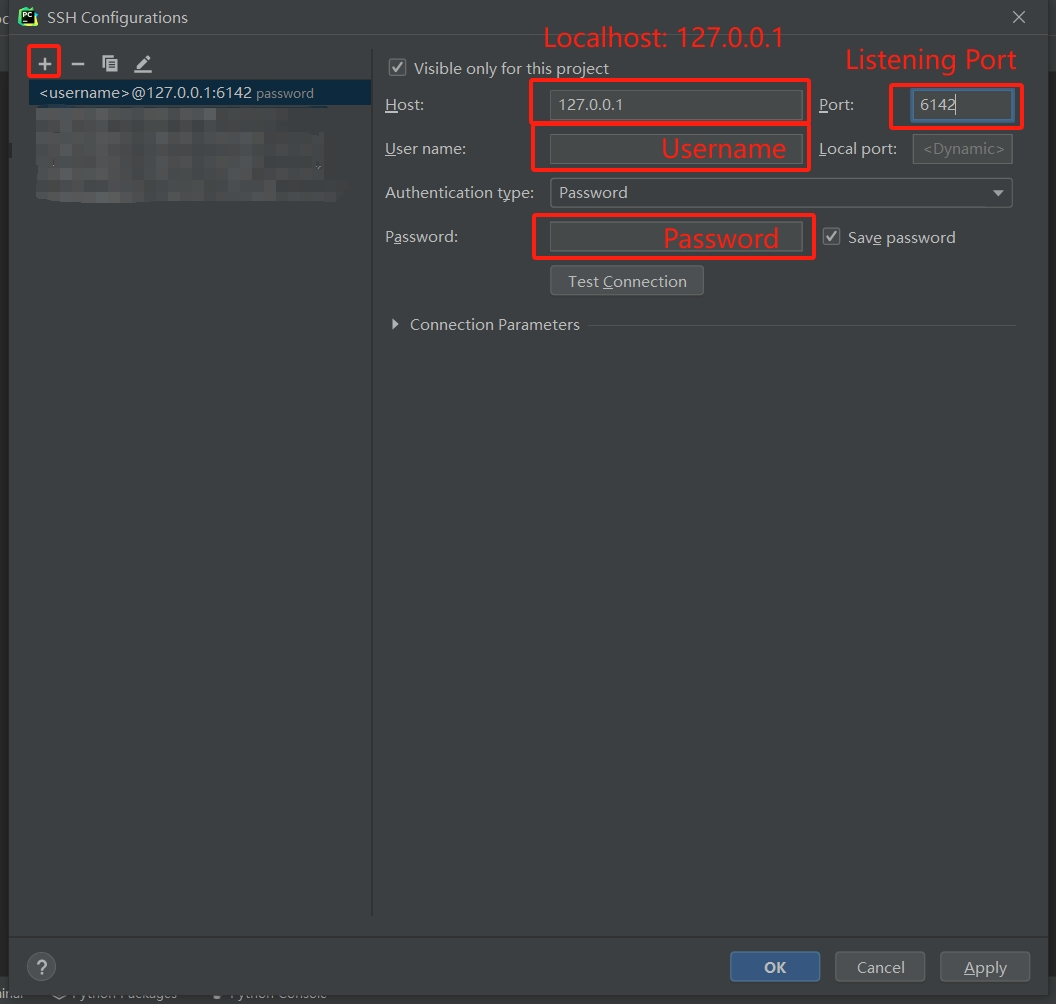 SSH Configurations
Localhost: 127.0.0.1
Listening Port
Visible only for this project
<username>@127.0.0.1:6142 password
Host: 127.0.0.1 Port: 6142
User name: Username Local port: <Dynamic>
Authentication type: Password
Password: Password Save password
Test Connection
Connection Parameters
? OK Cancel Apply